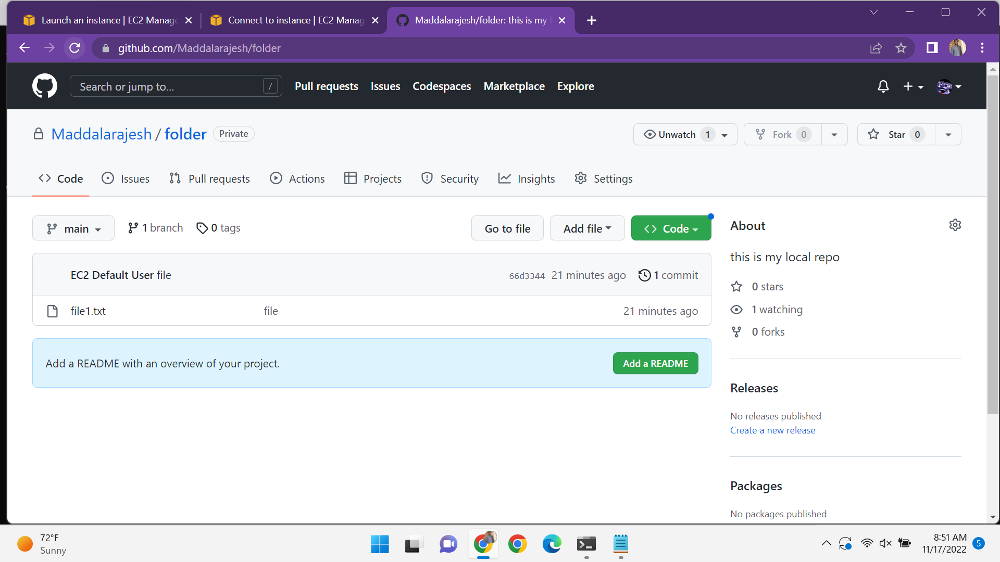 Launch an instance | EC2 Manage
Connect to instance | EC2 Manag
Maddalarajesh/folder: this is my l
github.com/Maddalarajesh/folder
Search or jump to...
/
Pull requests
Issues
Codespaces
Marketplace
Explore
Maddalarajesh / folder
Private
Unwatch 1
Fork 0
Star 0
Code
Issues
Pull requests
Actions
Projects
Security
Insights
Settings
main
1 branch
0 tags
Go to file
Add file
Code
About
this is my local repo
EC2 Default User file
66d3344
21 minutes ago
1 commit
0 stars
file1.txt
file
21 minutes ago
1 watching
0 forks
Add a README with an overview of your project.
Add a README
Releases
No releases published
Create a new release
Packages
No packages published
72°F
Sunny
8:51 AM
11/17/2022
5